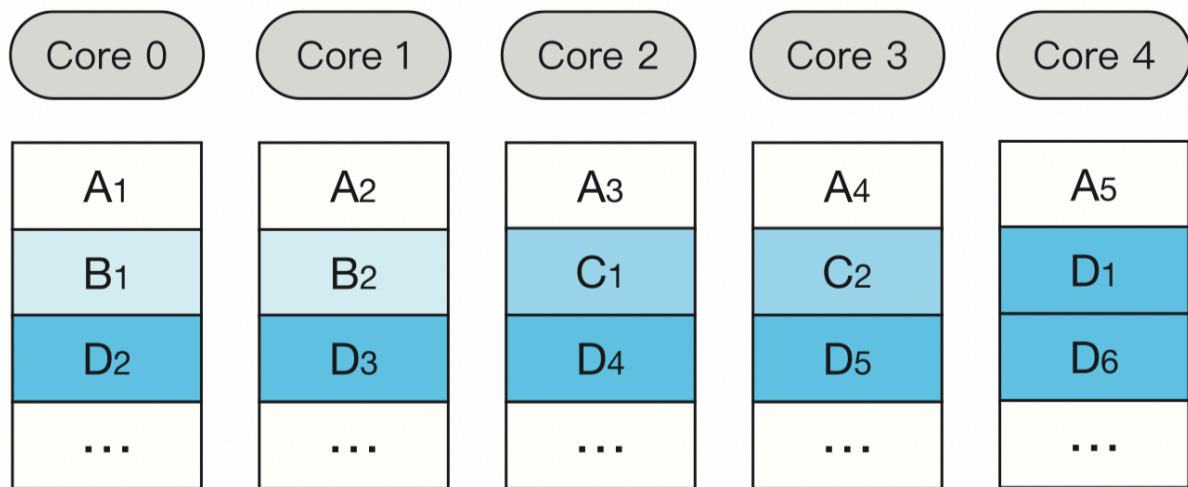 Core 0 Core 1 Core 2 Core 3 Core 4
A1 A2 A3 A4 A5
B1 B2 C1 C2 D1
D2 D3 D4 D5 D6
... ... ... ... ...